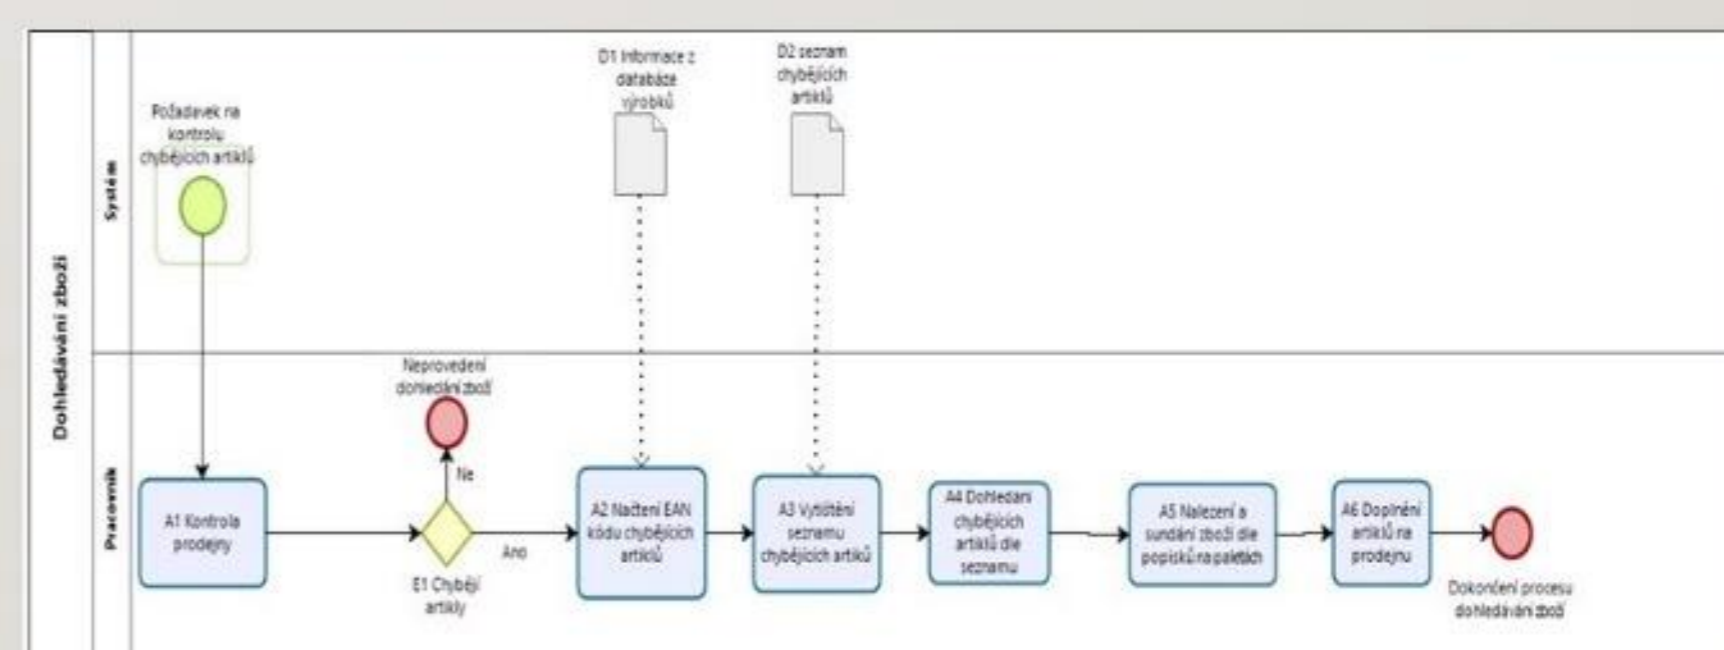 Dohledávání zboží
Systém
Pracovník
Požadavek na
kontrolu
chybějících artiklů
D1 Informace z
databáze
výrobků
D2 seznam
chybějících
artiklů
Neprovedení
dohledání zboží
Ne
A1 Kontrola
prodejny
E1 Chybějí
artikly
Ano
A2 Načtení EAN
kódu chybějících
artiklů
A3 Vytištění
seznamu
chybějících artiků
A4 Dohledání
chybějících
artiklů dle
seznamu
A5 Nalezení a
sundání zboží dle
popisků na paletách
A6 Doplnění
artiklů na
prodejnu
Dokončení procesu
dohledávání zboží